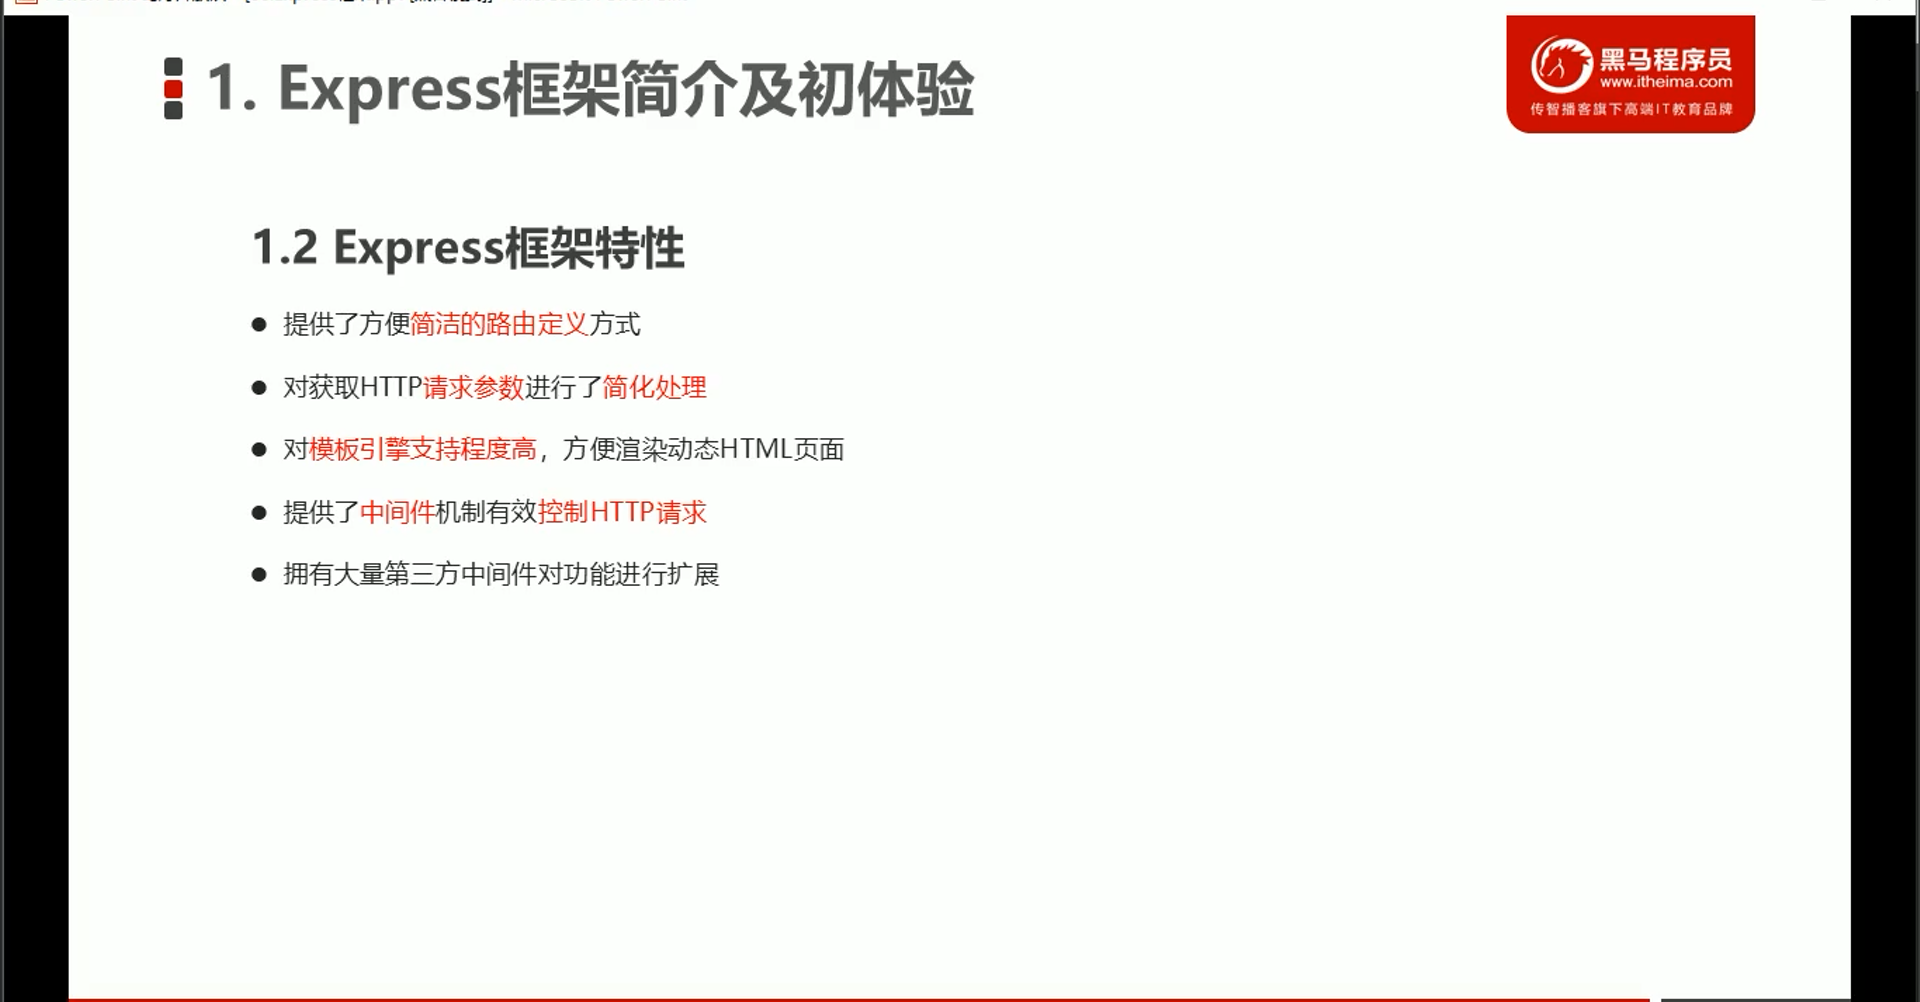 1. Express框架简介及初体验
黑马程序员
www.itheima.com
传智播客旗下高端IT教育品牌
1.2 Express框架特性
● 提供了方便简洁的路由定义方式
● 对获取HTTP请求参数进行了简化处理
● 对模板引擎支持程度高，方便渲染动态HTML页面
● 提供了中间件机制有效控制HTTP请求
● 拥有大量第三方中间件对功能进行扩展